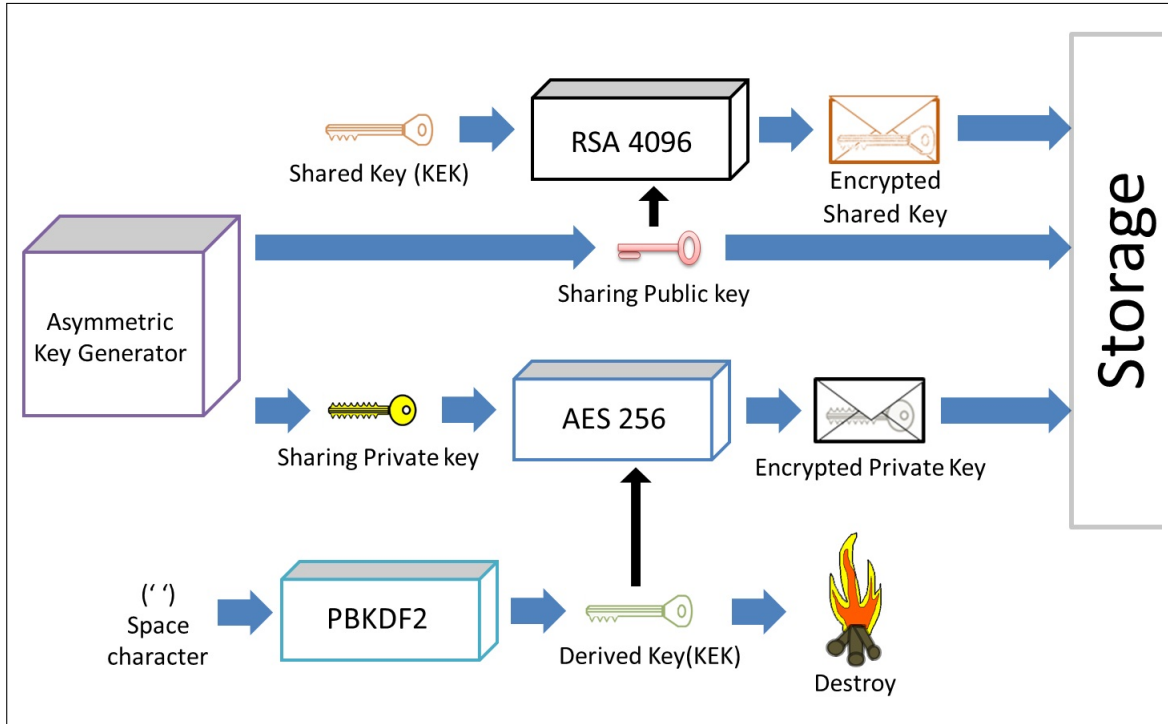 RSA 4096
Shared Key (KEK)
Encrypted
Shared Key
Storage
Asymmetric
Key Generator
Sharing Public key
AES 256
Sharing Private key
Encrypted Private Key
(‘ ‘)
Space
character
PBKDF2
Derived Key(KEK)
Destroy